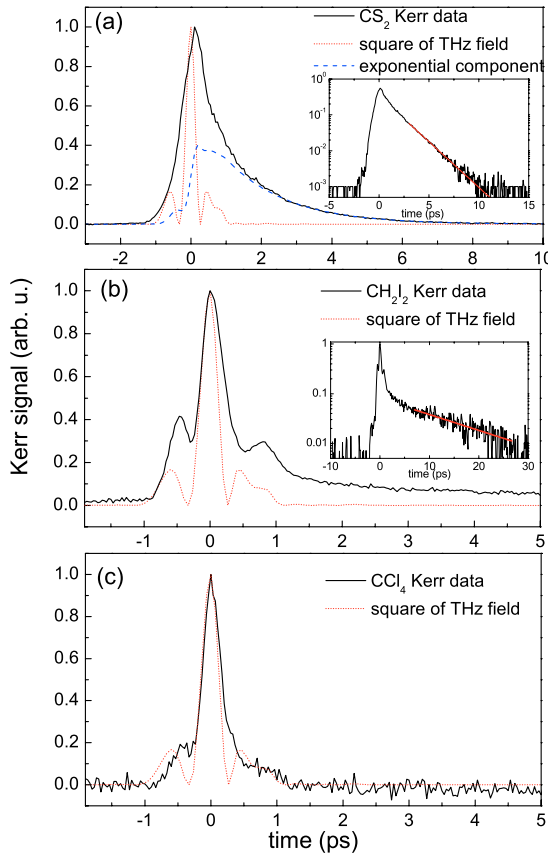 (a)
CS₂ Kerr data
square of THz field
exponential component
1.0
0.8
0.6
0.4
0.2
0.0
10⁰
10⁻¹
10⁻²
10⁻³
-5 0 5 10 15
time (ps)
-2 0 2 4 6 8 10
Kerr signal (arb. u.)
(b)
CH₂I₂ Kerr data
square of THz field
1.0
0.8
0.6
0.4
0.2
0.0
1
0.1
0.01
-10 0 10 20 30
time (ps)
-1 0 1 2 3 4 5
(c)
CCl₄ Kerr data
square of THz field
1.0
0.8
0.6
0.4
0.2
0.0
-1 0 1 2 3 4 5
time (ps)